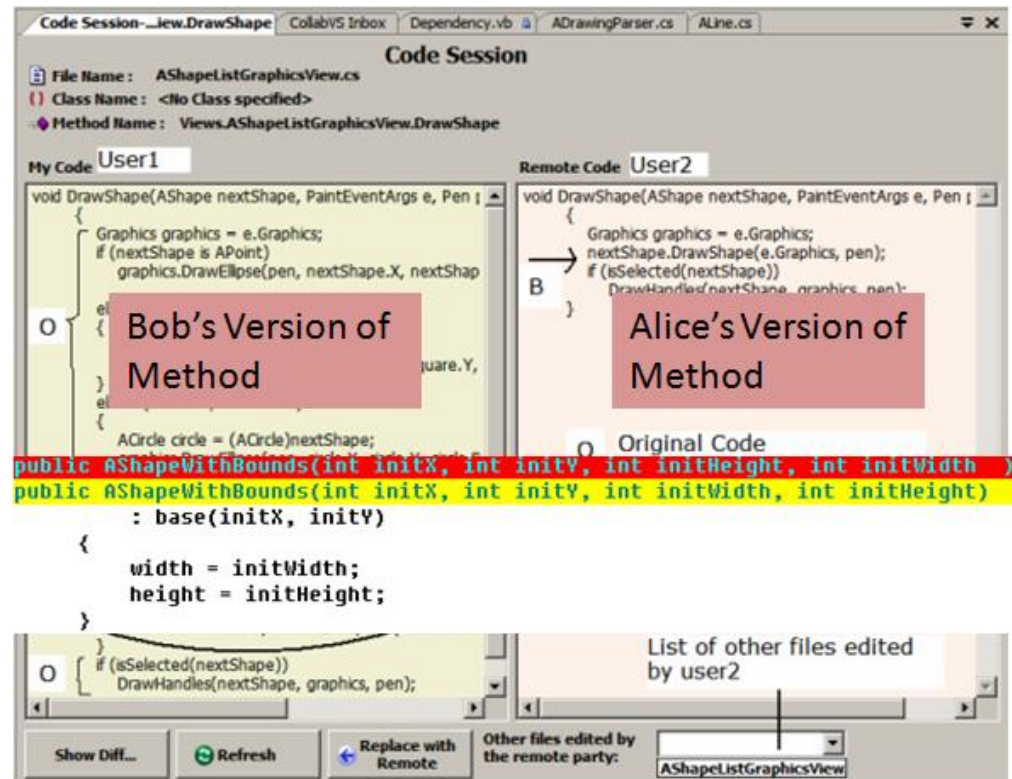 Code Session-...iew.DrawShape CollabVS Inbox Dependency.vb ADrawingParser.cs ALine.cs
Code Session
File Name : AShapeListGraphicsView.cs
Class Name : <No Class specified>
Method Name : Views.AShapeListGraphicsView.DrawShape
My Code User1
void DrawShape(AShape nextShape, PaintEventArgs e, Pen
{
Graphics graphics = e.Graphics;
if (nextShape is APoint)
graphics.DrawEllipse(pen, nextShape.X, nextShap
el
O {
uare.Y,
}
el
{
ACircle circle = (ACircle)nextShape;
Bob's Version of
Method
Remote Code User2
void DrawShape(AShape nextShape, PaintEventArgs e, Pen
{
Graphics graphics = e.Graphics;
nextShape.DrawShape(e.Graphics, pen);
if (isSelected(nextShape))
B DrawHandles(nextShape, graphics, pen);
}
Alice's Version of
Method
O Original Code
public AShapeWithBounds(int initX, int initY, int initHeight, int initWidth )
public AShapeWithBounds(int initX, int initY, int initWidth, int initHeight)
: base(initX, initY)
{
width = initWidth;
height = initHeight;
}
}
O if (isSelected(nextShape))
DrawHandles(nextShape, graphics, pen);
List of other files edited
by user2
Show Diff... Refresh Replace with
Remote
Other files edited by
the remote party:
AShapeListGraphicsView